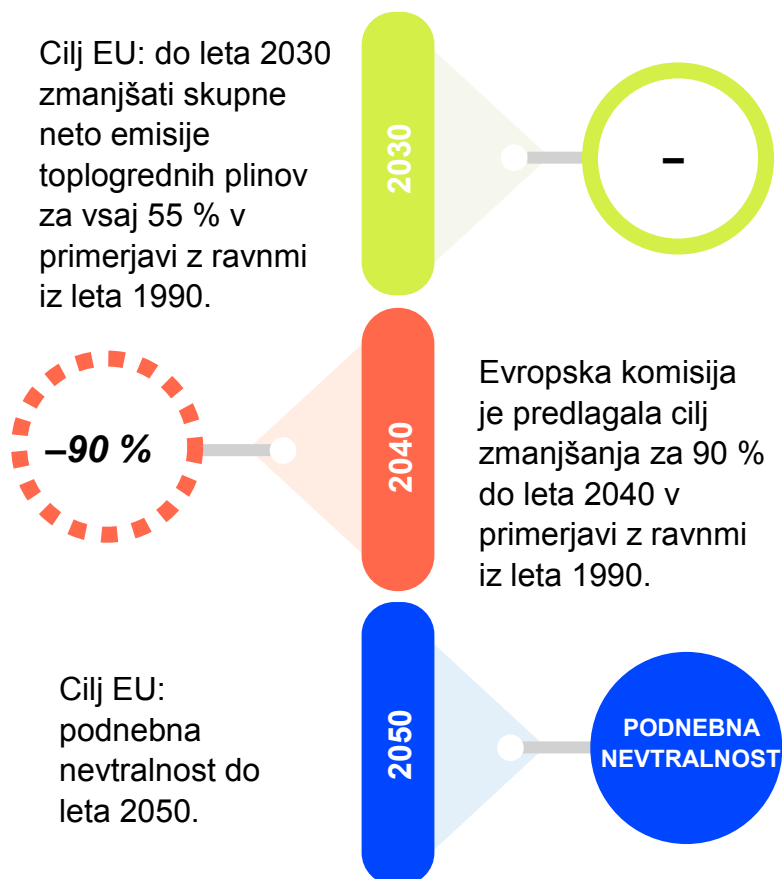 Cilj EU: do leta 2030
zmanjšati skupne
neto emisije
toplogrednih plinov
za vsaj 55 % v
primerjavi z ravnmi
iz leta 1990.
2030
–
–90 %
2040
Evropska komisija
je predlagala cilj
zmanjšanja za 90 %
do leta 2040 v
primerjavi z ravnmi
iz leta 1990.
Cilj EU:
podnebna
nevtralnost do
leta 2050.
2050
PODNEBNA
NEVTRALNOST